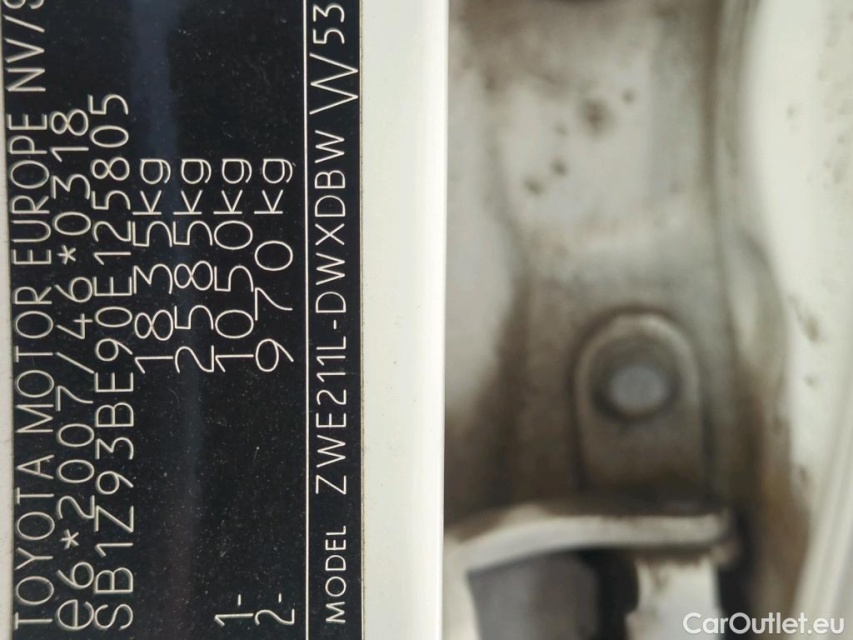 TOYOTA MOTOR EUROPE NV/S
e6*2007/46*0318
SB1Z93BE90E125805
1835kg
2585kg
1- 1050kg
2- 970kg
MODEL ZWE211L-DWXDBW W53
CarOutlet.eu